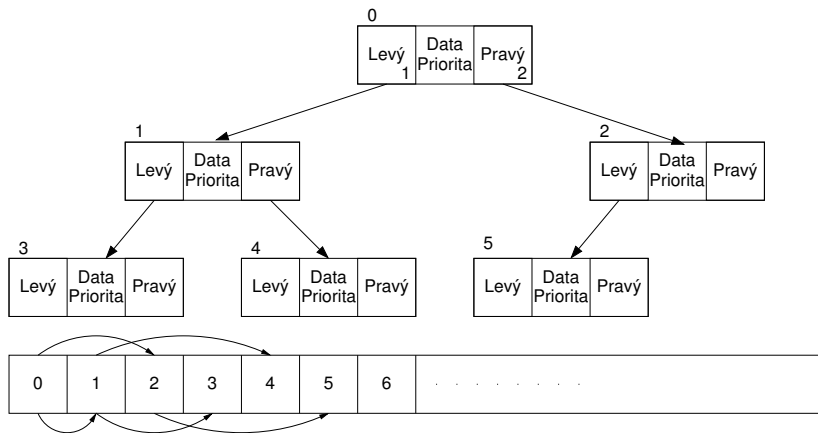 0
Levý Data Priorita Pravý
1 2
1 2
Levý Data Priorita Pravý Levý Data Priorita Pravý
3 4 5
Levý Data Priorita Pravý Levý Data Priorita Pravý Levý Data Priorita Pravý
0 1 2 3 4 5 6 . . . . . . . .